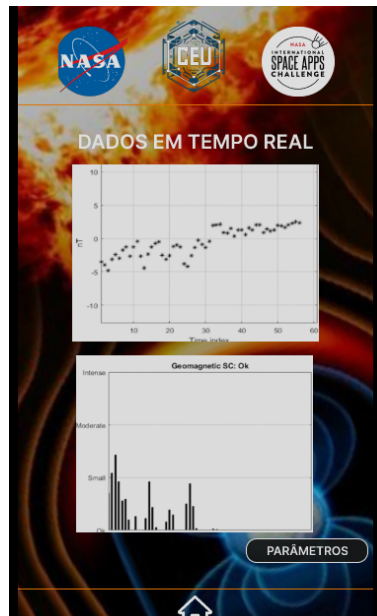 NASA
CEU
NASA
INTERNATIONAL
SPACE APPS
CHALLENGE
DADOS EM TEMPO REAL
10
5
0
-5
-10
nT
10 20 30 40 50 60
Time index
Geomagnetic SC: Ok
Intense
Moderate
Small
Ok
PARÂMETROS